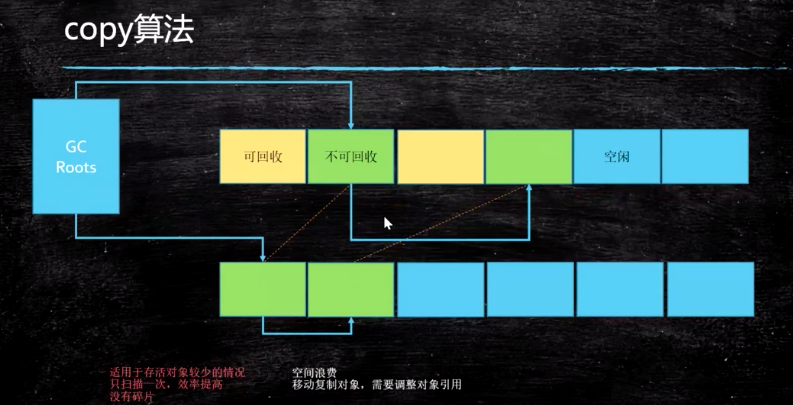 copy算法
GC
Roots
可回收
不可回收
空闲
适用于存活对象较少的情况
只扫描一次，效率提高
没有碎片
空间浪费
移动复制对象，需要调整对象引用